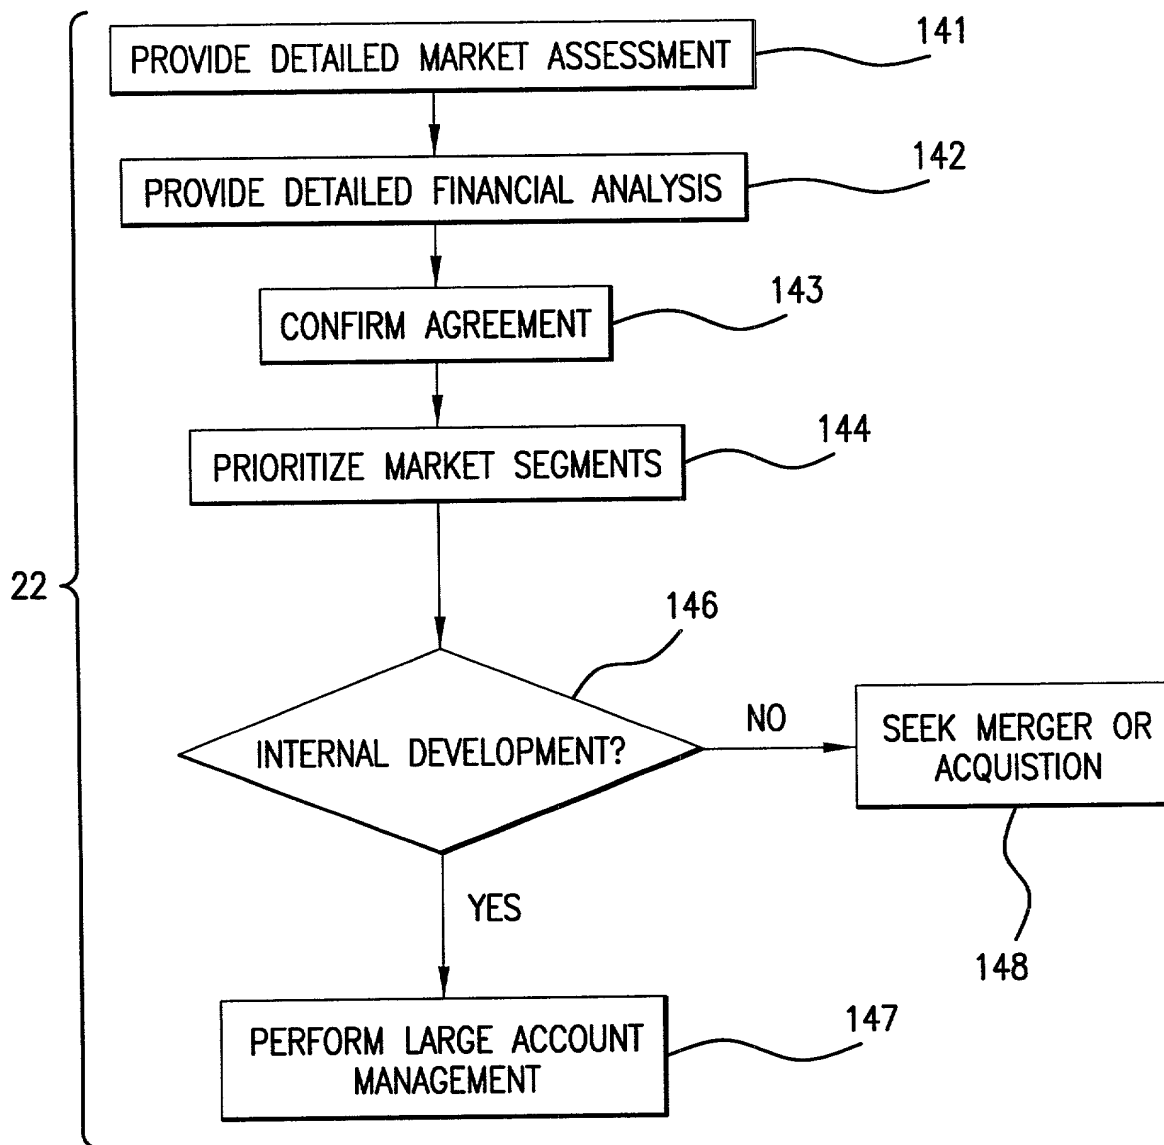 141
PROVIDE DETAILED MARKET ASSESSMENT
142
PROVIDE DETAILED FINANCIAL ANALYSIS
143
CONFIRM AGREEMENT
144
PRIORITIZE MARKET SEGMENTS
22
146
INTERNAL DEVELOPMENT?
NO
SEEK MERGER OR
ACQUISTION
148
YES
147
PERFORM LARGE ACCOUNT
MANAGEMENT